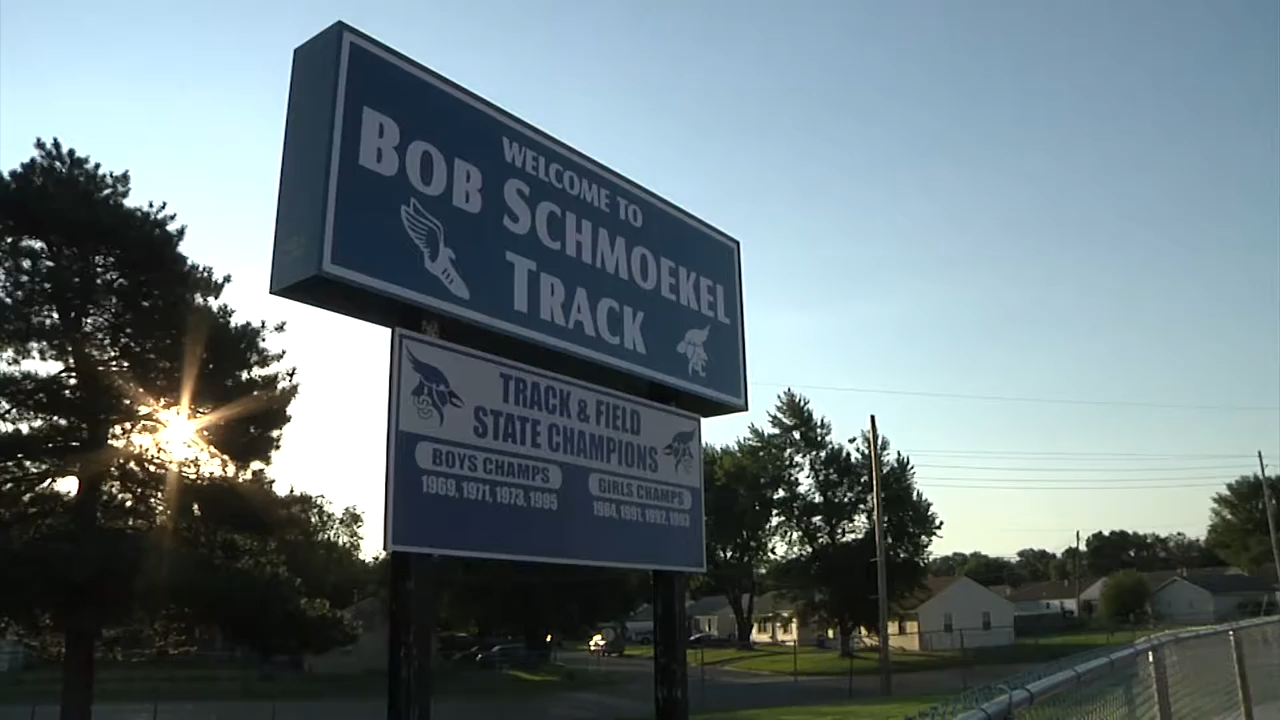 WELCOME TO
BOB SCHMOEKEL
TRACK
TRACK & FIELD
STATE CHAMPIONS
BOYS CHAMPS
1969, 1971, 1973, 1995
GIRLS CHAMPS
1984, 1991, 1992, 1993